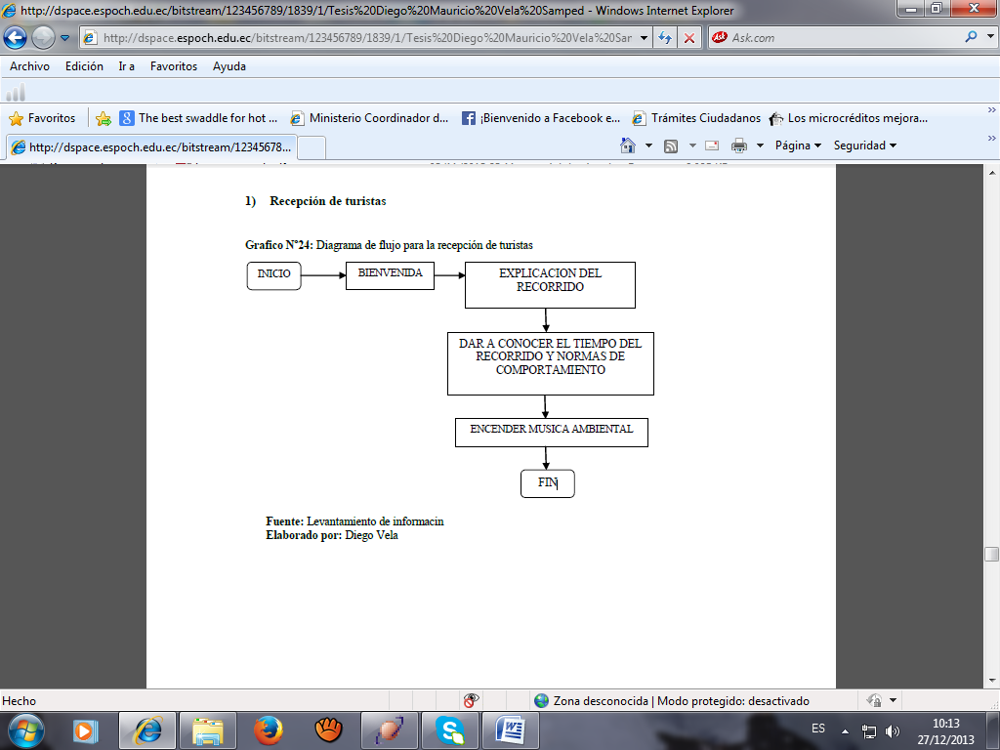 http://dspace.espoch.edu.ec/bitstream/123456789/1839/1/Tesis%20Diego%20Mauricio%20Vela%20Samped - Windows Internet Explorer
http://dspace.espoch.edu.ec/bitstream/123456789/1839/1/Tesis%20Diego%20Mauricio%20Vela%20Sar
Ask.com
Archivo Edición Ir a Favoritos Ayuda
Favoritos The best swaddle for hot ... Ministerio Coordinador d... ¡Bienvenido a Facebook e... Trámites Ciudadanos Los microcréditos mejora...
http://dspace.espoch.edu.ec/bitstream/12345678...
Página Seguridad
1) Recepción de turistas
Grafico N°24: Diagrama de flujo para la recepción de turistas
INICIO
BIENVENIDA
EXPLICACION DEL
RECORRIDO
DAR A CONOCER EL TIEMPO DEL
RECORRIDO Y NORMAS DE
COMPORTAMIENTO
ENCENDER MUSICA AMBIENTAL
FIN
Fuente: Levantamiento de informacin
Elaborado por: Diego Vela
Hecho
Zona desconocida | Modo protegido: desactivado
ES
10:13
27/12/2013